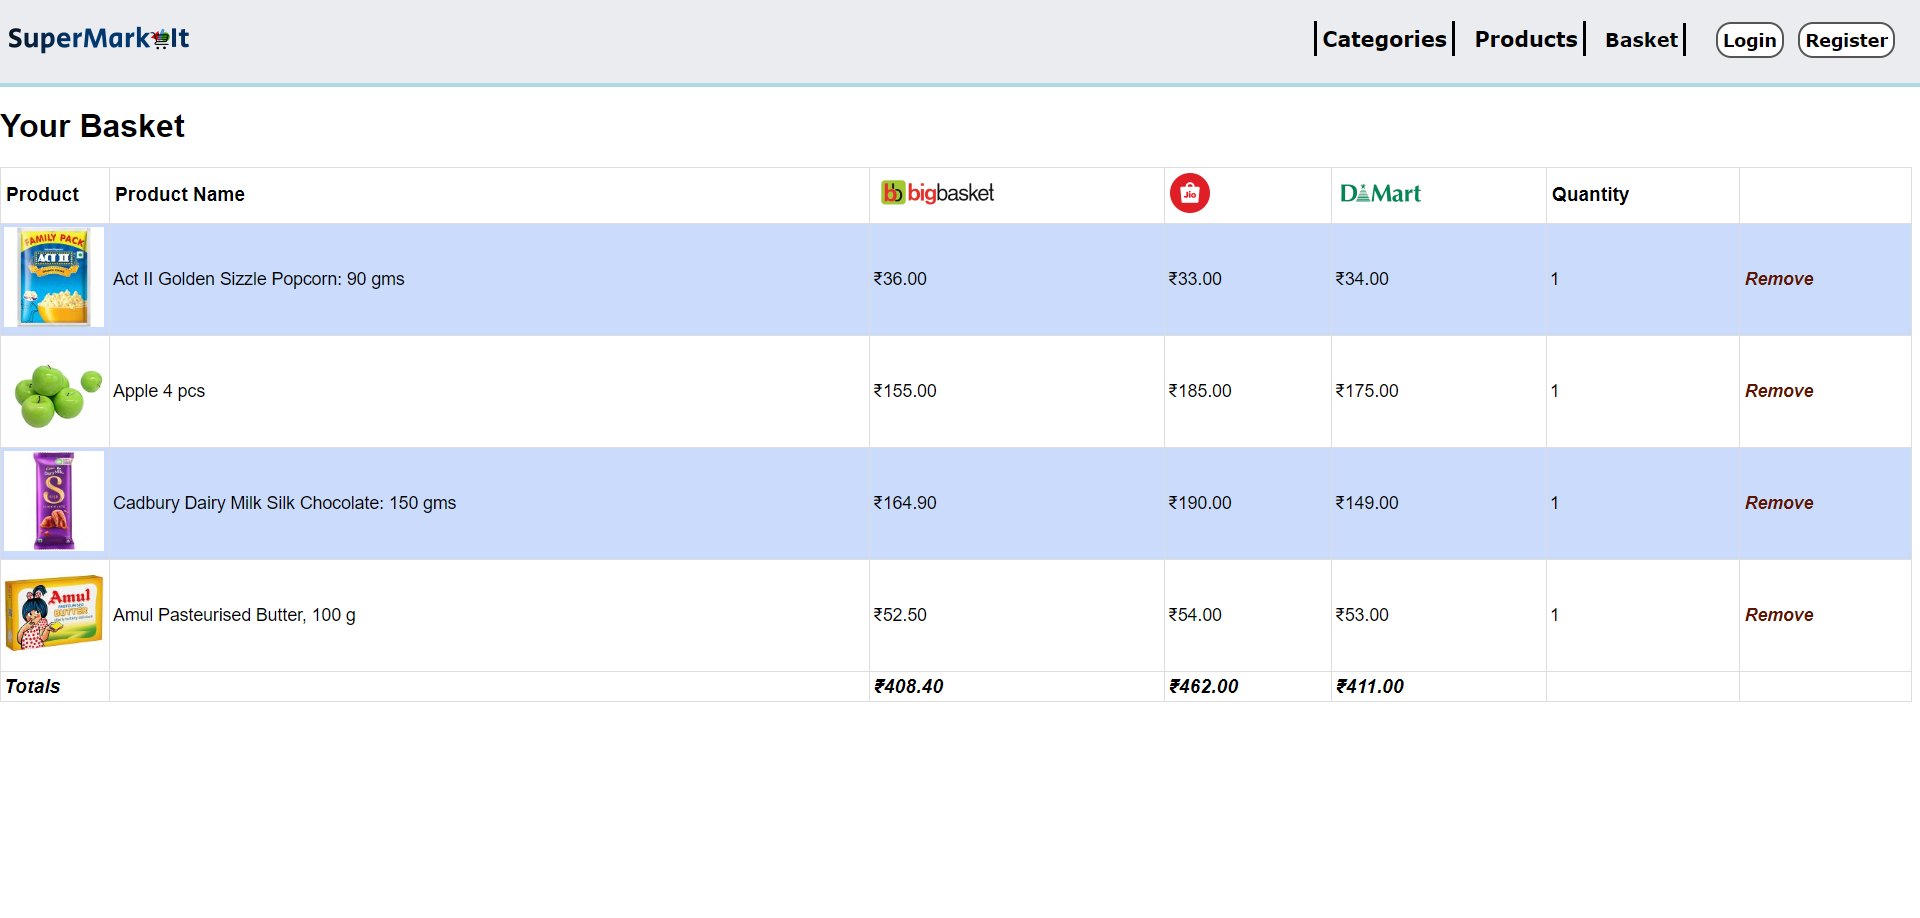 SuperMarkIt
Categories Products Basket Login Register
Your Basket
Product Product Name bb bigbasket Jio DMart Quantity
FAMILY PACK
ACT II
Act II Golden Sizzle Popcorn: 90 gms ₹36.00 ₹33.00 ₹34.00 1 Remove
Apple 4 pcs ₹155.00 ₹185.00 ₹175.00 1 Remove
Cadbury Dairy Milk Silk Chocolate: 150 gms ₹164.90 ₹190.00 ₹149.00 1 Remove
Amul
PASTEURISED
BUTTER
Amul Pasteurised Butter, 100 g ₹52.50 ₹54.00 ₹53.00 1 Remove
Totals ₹408.40 ₹462.00 ₹411.00